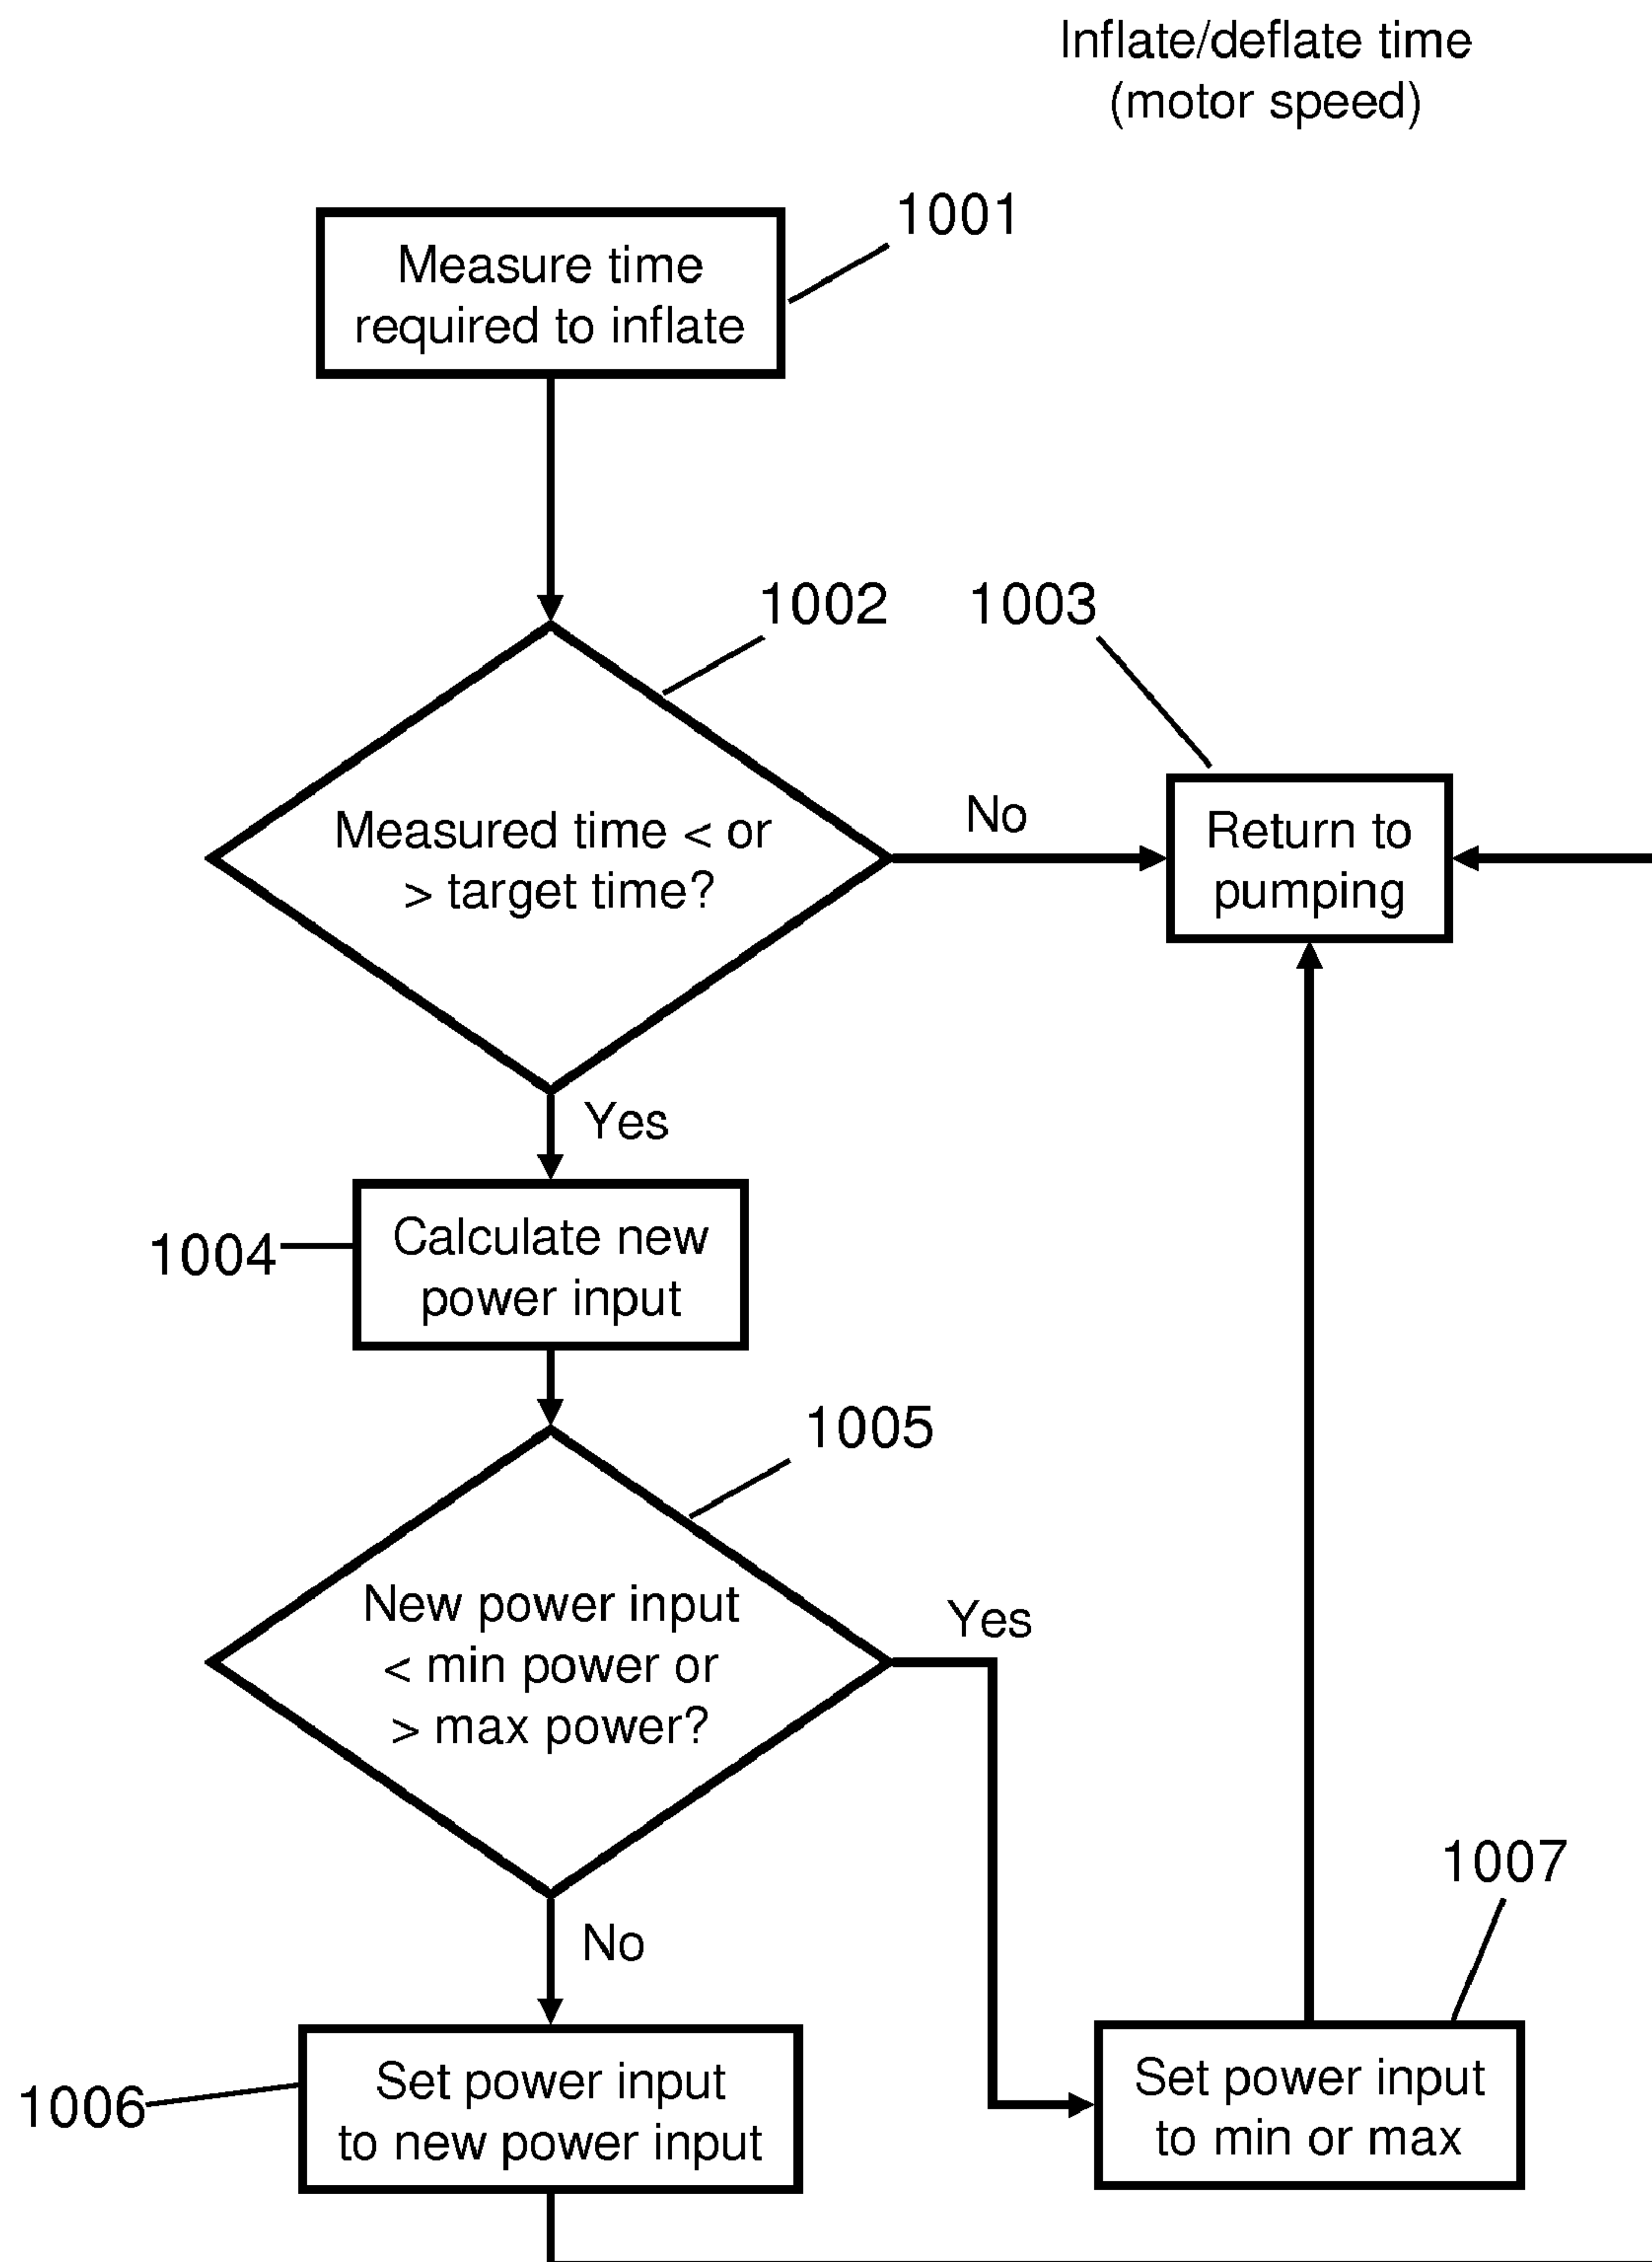 Inflate/deflate time
(motor speed)
1001
Measure time
required to inflate
1002
1003
Measured time < or
> target time?
No
Return to
pumping
Yes
1004
Calculate new
power input
1005
New power input
< min power or
> max power?
Yes
No
1007
1006
Set power input
to new power input
Set power input
to min or max